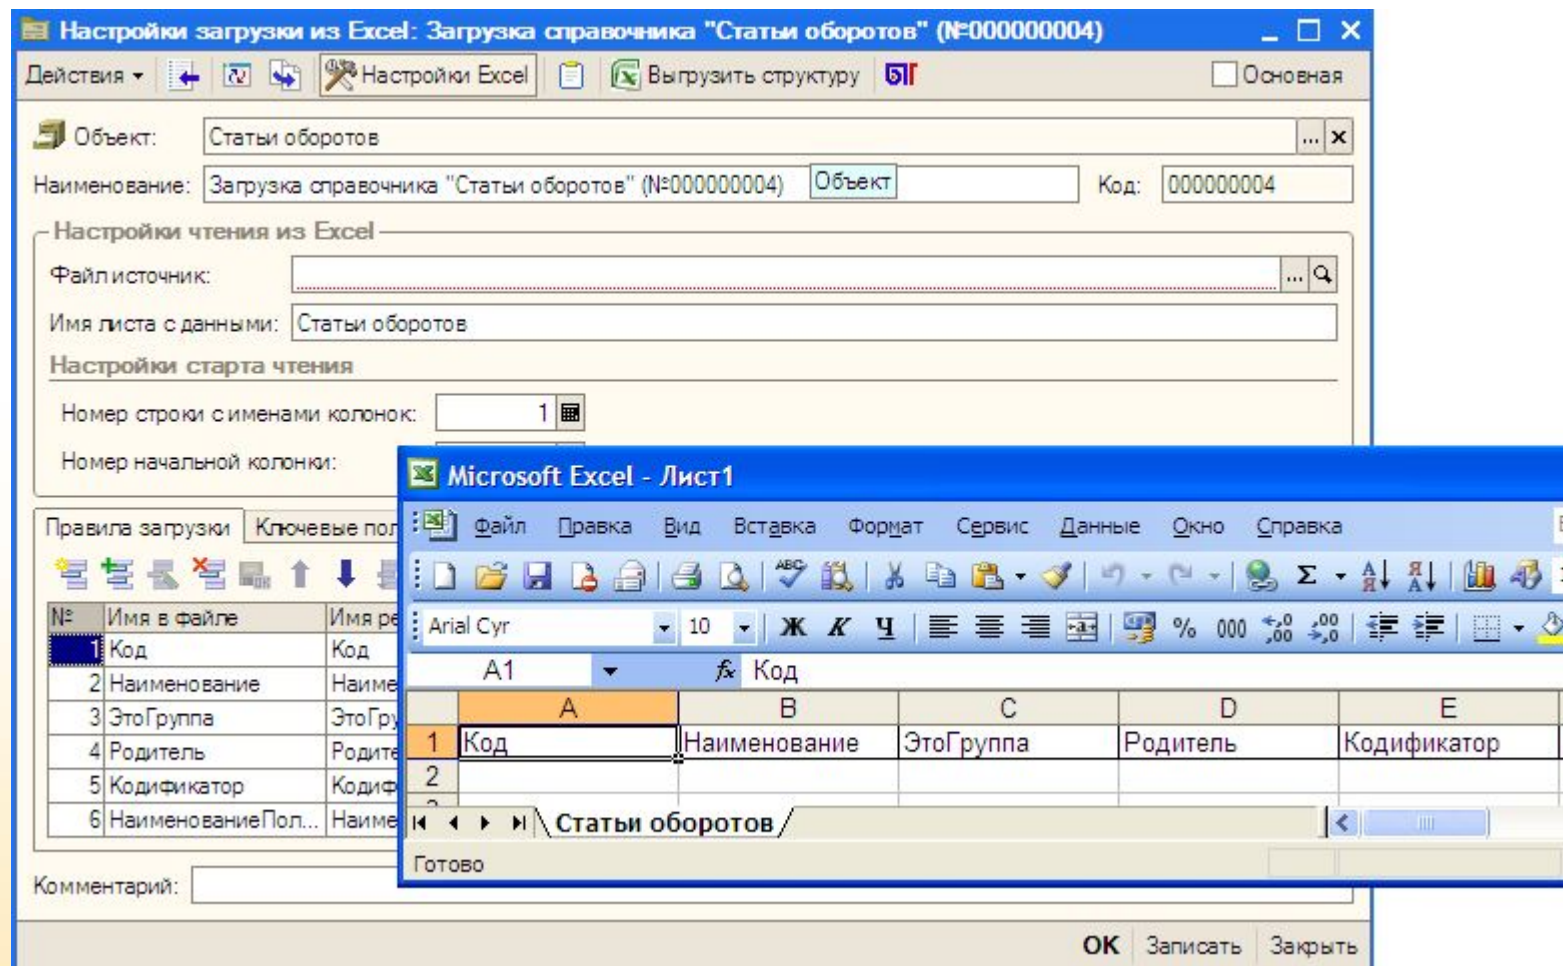 Настройки загрузки из Excel: Загрузка справочника "Статьи оборотов" (№000000004)
Действия Настройки Excel Выгрузить структуру Основная
Объект: Статьи оборотов ... x
Наименование: Загрузка справочника "Статьи оборотов" (№000000004) Объект Код: 000000004
Настройки чтения из Excel
Файл источник: ...
Имя листа с данными: Статьи оборотов
Настройки старта чтения
Номер строки с именами колонок: 1
Номер начальной колонки:
Правила загрузки Ключевые пол
№ Имя в файле Имя ре
1 Код Код
2 Наименование Наиме
3 ЭтоГруппа ЭтоГру
4 Родитель Родите
5 Кодификатор Кодиф
6 НаименованиеПол... Наиме
Комментарий:
OK Записать Закрыть
Microsoft Excel - Лист1
Файл Правка Вид Вставка Формат Сервис Данные Окно Справка
Arial Cyr 10 Ж К Ч % 000
A1 fx Код
A B C D E
1 Код Наименование ЭтоГруппа Родитель Кодификатор
2
Статьи оборотов
Готово